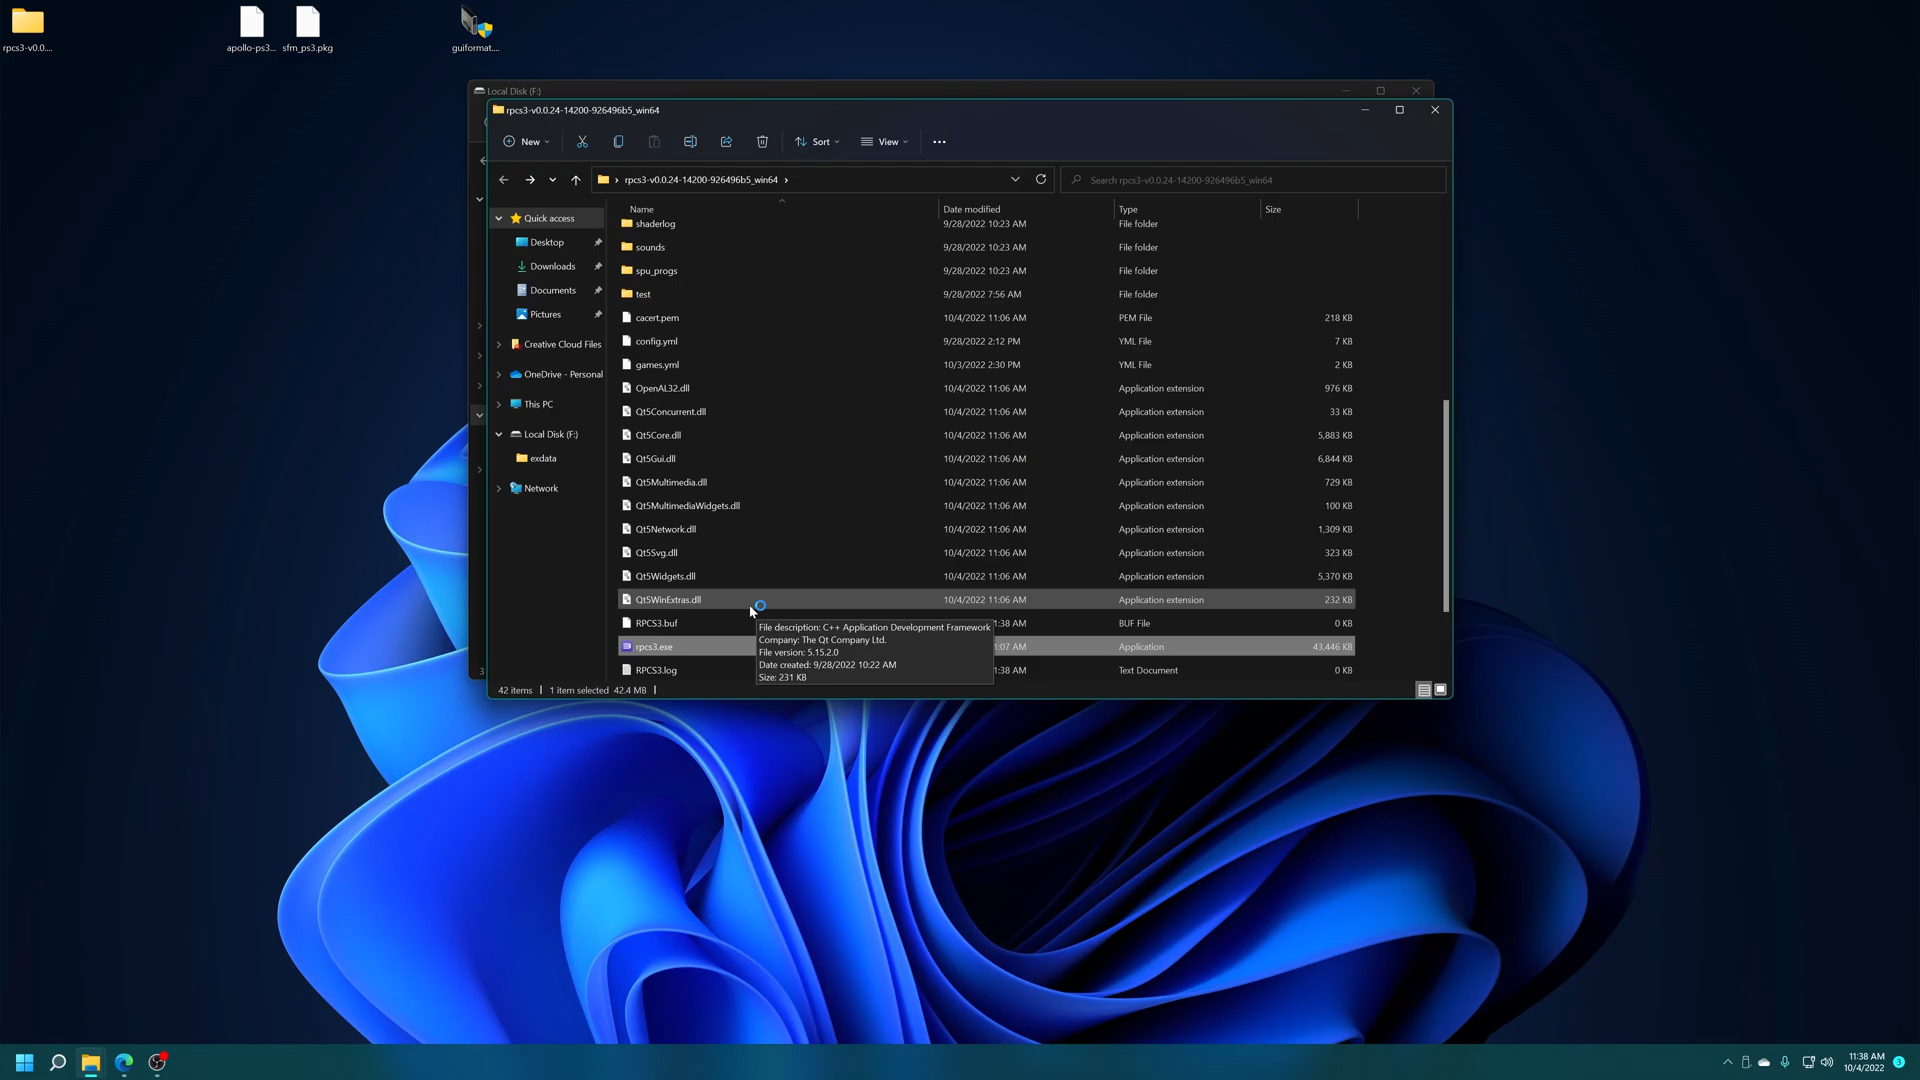 rpcs3-v0.0....
apollo-ps3...
sfm_ps3.pkg
guiformat....
Local Disk (F:)
rpcs3-v0.0.24-14200-926496b5_win64
New
Sort
View
rpcs3-v0.0.24-14200-926496b5_win64
Search rpcs3-v0.0.24-14200-926496b5_win64
Name Date modified Type Size
Quick access
Desktop
Downloads
Documents
Pictures
Creative Cloud Files
OneDrive - Personal
This PC
Local Disk (F:)
exdata
Network
shaderlog 9/28/2022 10:23 AM File folder
sounds 9/28/2022 10:23 AM File folder
spu_progs 9/28/2022 10:23 AM File folder
test 9/28/2022 7:56 AM File folder
cacert.pem 10/4/2022 11:06 AM PEM File 218 KB
config.yml 9/28/2022 2:12 PM YML File 7 KB
games.yml 10/3/2022 2:30 PM YML File 2 KB
OpenAL32.dll 10/4/2022 11:06 AM Application extension 976 KB
Qt5Concurrent.dll 10/4/2022 11:06 AM Application extension 33 KB
Qt5Core.dll 10/4/2022 11:06 AM Application extension 5,883 KB
Qt5Gui.dll 10/4/2022 11:06 AM Application extension 6,844 KB
Qt5Multimedia.dll 10/4/2022 11:06 AM Application extension 729 KB
Qt5MultimediaWidgets.dll 10/4/2022 11:06 AM Application extension 100 KB
Qt5Network.dll 10/4/2022 11:06 AM Application extension 1,309 KB
Qt5Svg.dll 10/4/2022 11:06 AM Application extension 323 KB
Qt5Widgets.dll 10/4/2022 11:06 AM Application extension 5,370 KB
Qt5WinExtras.dll 10/4/2022 11:06 AM Application extension 232 KB
RPCS3.buf 1:38 AM BUF File 0 KB
rpcs3.exe 1:07 AM Application 43,446 KB
RPCS3.log 1:38 AM Text Document 0 KB
File description: C++ Application Development Framework
Company: The Qt Company Ltd.
File version: 5.15.2.0
Date created: 9/28/2022 10:22 AM
Size: 231 KB
3
42 items 1 item selected 42.4 MB
11:38 AM
10/4/2022
3